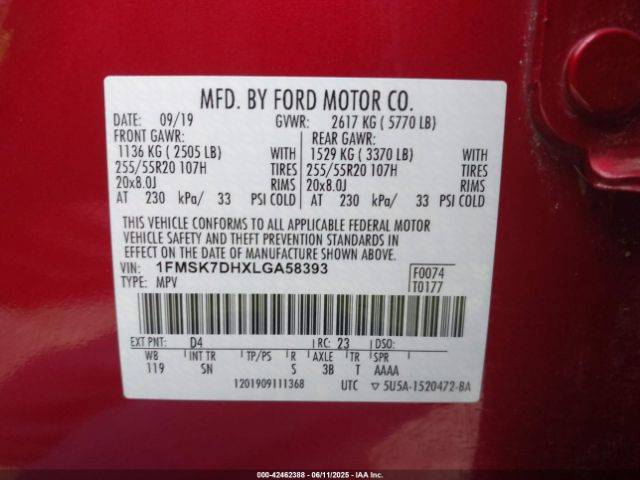 MFD. BY FORD MOTOR CO.
DATE: 09/19 GVWR: 2617 KG ( 5770 LB)
FRONT GAWR: REAR GAWR:
1136 KG ( 2505 LB) WITH 1529 KG ( 3370 LB) WITH
255/55R20 107H TIRES 255/55R20 107H TIRES
20x8.0J RIMS 20x8.0J RIMS
AT 230 kPa/ 33 PSI COLD AT 230 kPa/ 33 PSI COLD
THIS VEHICLE CONFORMS TO ALL APPLICABLE FEDERAL MOTOR
VEHICLE SAFETY AND THEFT PREVENTION STANDARDS IN
EFFECT ON THE DATE OF MANUFACTURE SHOWN ABOVE.
VIN: 1FMSK7DHXLGA58393 F0074
TYPE: MPV T0177
EXT PNT: D4 RC: 23 DSO:
WB INT TR TP/PS R AXLE TR SPR
119 SN S 3B T AAAA
1201909111368 UTC 5U5A-1520472-BA
000-42462388 - 06/11/2025 - IAAI.com